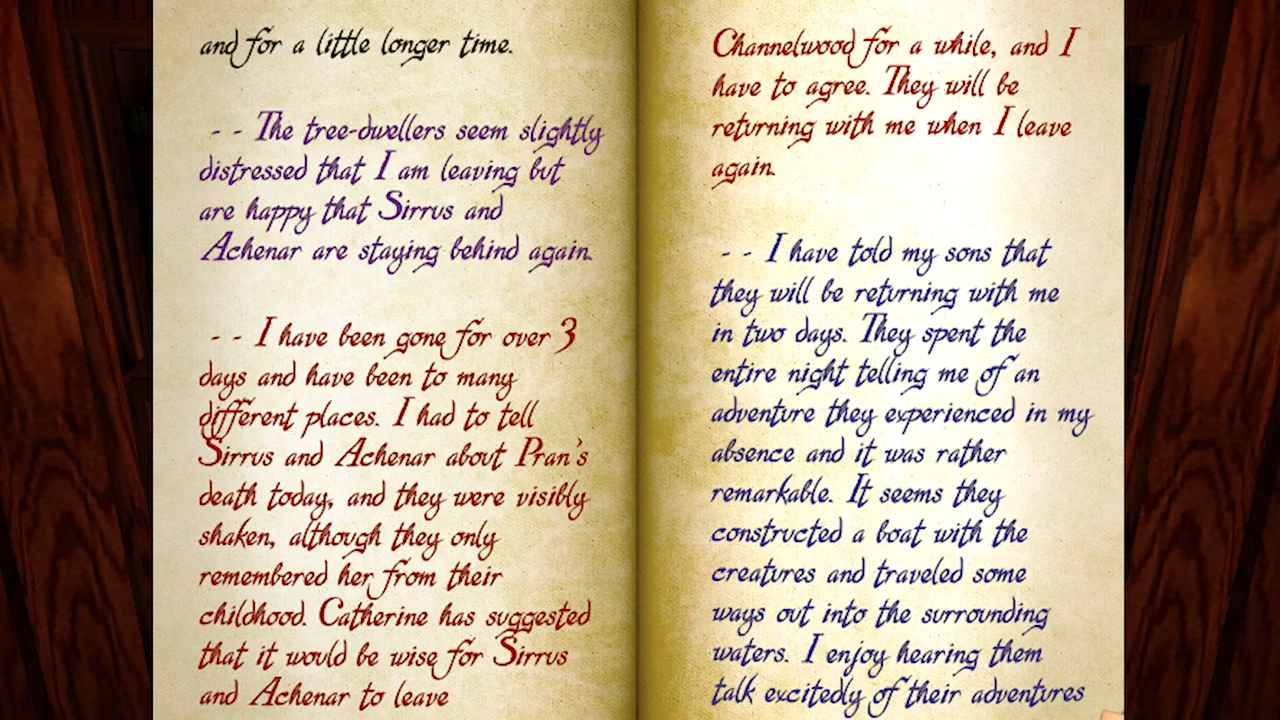 and for a little longer time.
- - The tree-dwellers seem slightly
distressed that I am leaving but
are happy that Sirrus and
Achenar are staying behind again.
- - I have been gone for over 3
days and have been to many
different places. I had to tell
Sirrus and Achenar about Pran's
death today, and they were visibly
shaken, although they only
remembered her from their
childhood. Catherine has suggested
that it would be wise for Sirrus
and Achenar to leave
Channelwood for a while, and I
have to agree. They will be
returning with me when I leave
again.
- - I have told my sons that
they will be returning with me
in two days. They spent the
entire night telling me of an
adventure they experienced in my
absence and it was rather
remarkable. It seems they
constructed a boat with the
creatures and traveled some
ways out into the surrounding
waters. I enjoy hearing them
talk excitedly of their adventures